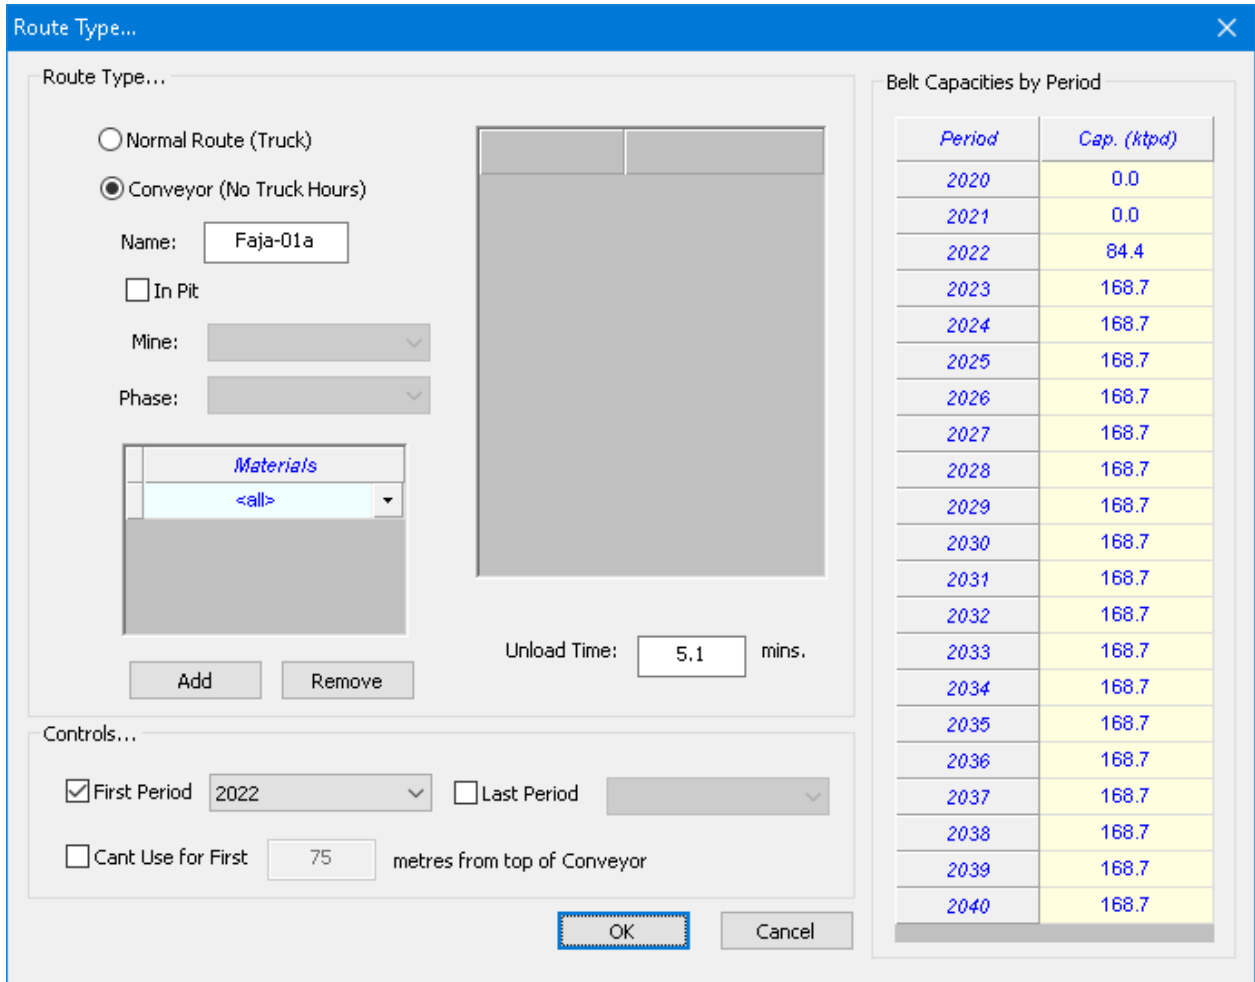 Route Type...
Route Type...
Normal Route (Truck)
Conveyor (No Truck Hours)
Name: Faja-01a
In Pit
Mine:
Phase:
Materials
<all>
Add Remove
Unload Time: 5.1 mins.
Controls...
First Period 2022 Last Period
Cant Use for First 75 metres from top of Conveyor
OK Cancel
Belt Capacities by Period
Period Cap. (ktpd)
2020 0.0
2021 0.0
2022 84.4
2023 168.7
2024 168.7
2025 168.7
2026 168.7
2027 168.7
2028 168.7
2029 168.7
2030 168.7
2031 168.7
2032 168.7
2033 168.7
2034 168.7
2035 168.7
2036 168.7
2037 168.7
2038 168.7
2039 168.7
2040 168.7